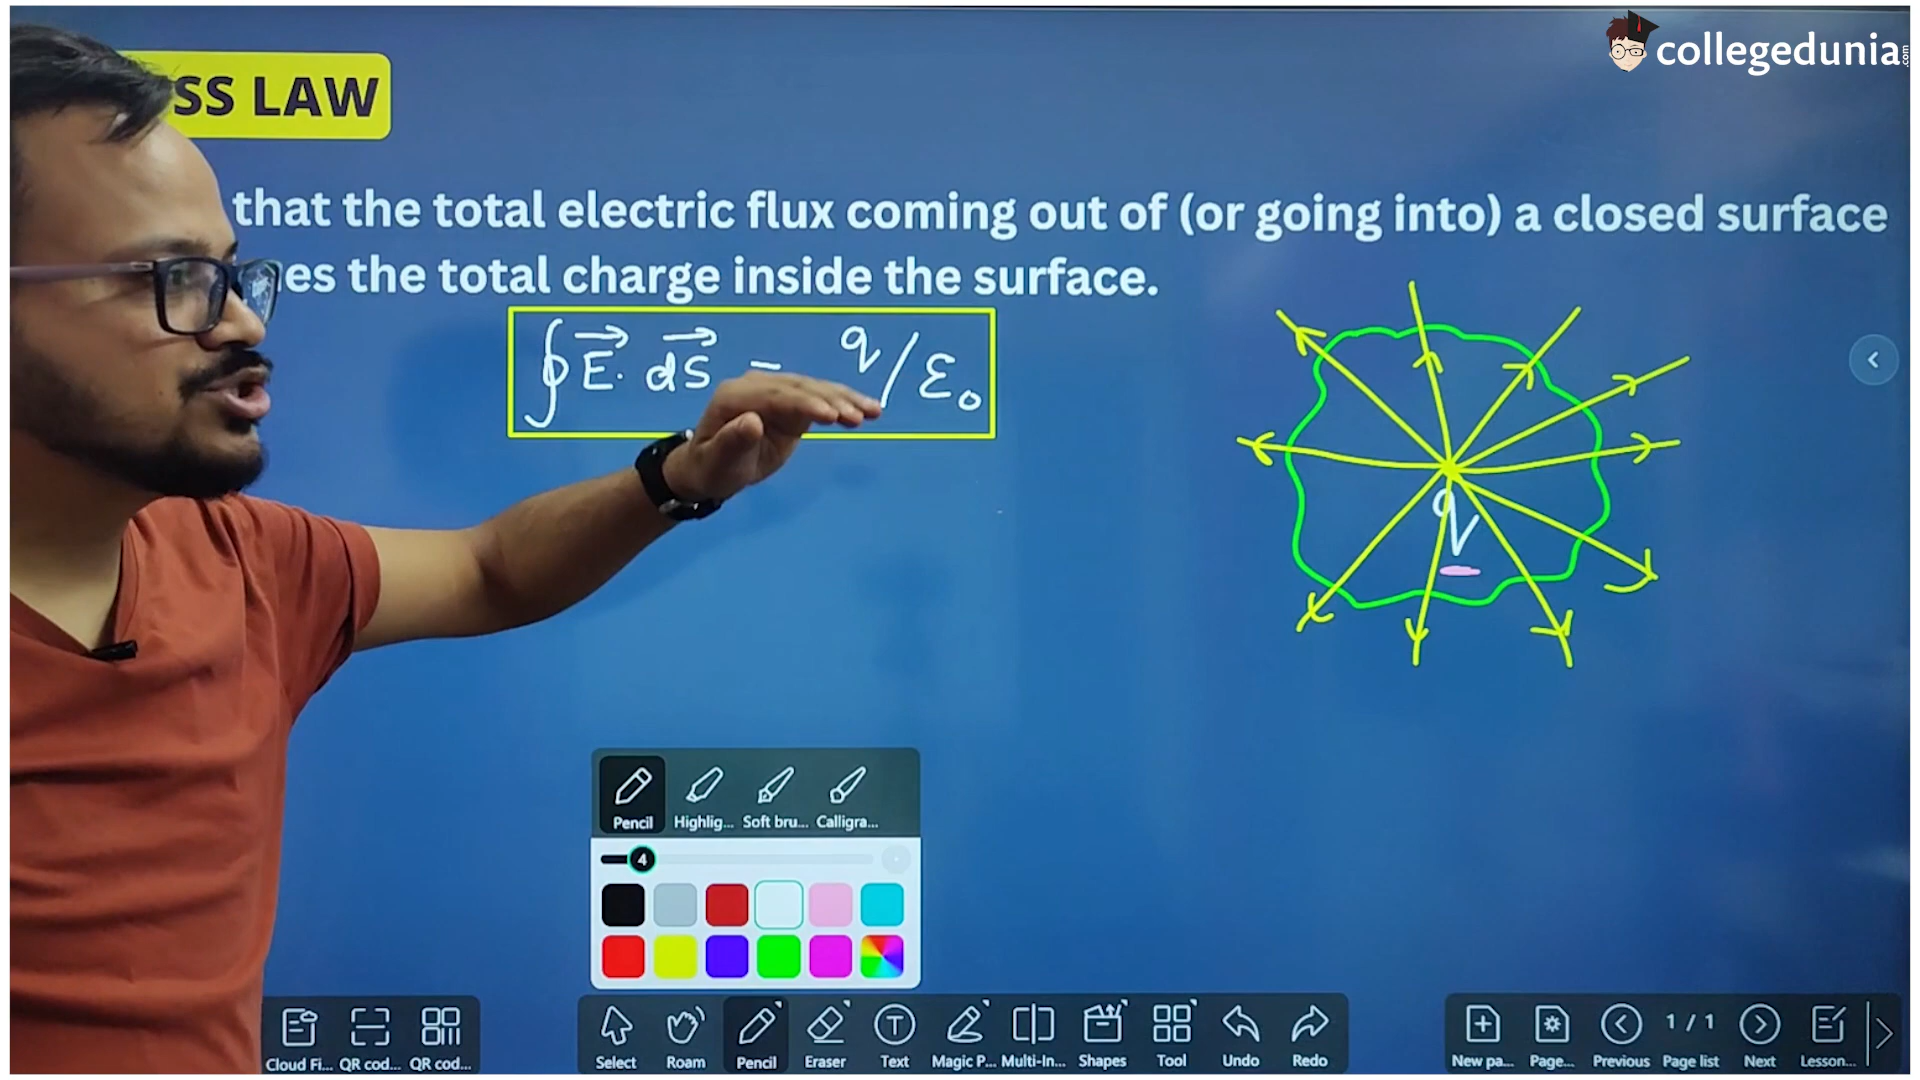 collegedunia
.com
SS LAW
that the total electric flux coming out of (or going into) a closed surface
es the total charge inside the surface.
∮E⃗. dS⃗ = q/ε₀
q
Pencil Highlig... Soft bru... Calligra...
4
Cloud Fi... QR cod... QR cod... Select Roam Pencil Eraser Text Magic P... Multi-In... Shapes Tool Undo Redo New pa... Page... Previous 1 / 1 Page list Next Lesson...